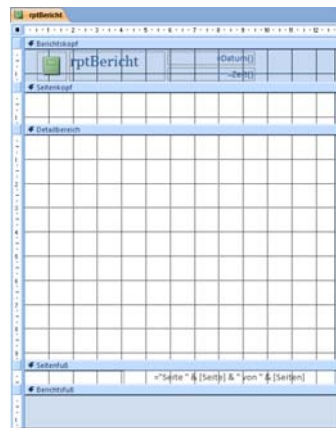 rptBericht
Berichtskopf
rptBericht
=Datum()
=Zeit()
Seitenkopf
Detailbereich
Seitenfuß
="Seite " & [Seite] & " von " & [Seiten]
Berichtsfuß